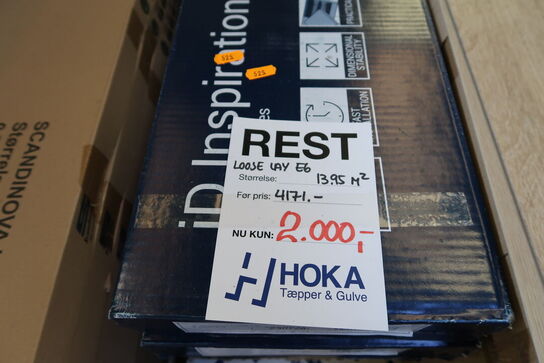 iD Inspiration
DIMENSIONAL
STABILITY
525
525
REST
LOOSE LAY E6
Størrelse: 13.95 M²
Før pris: 4171.-
NU KUN: 2.000,-
HOKA
Tæpper & Gulve
SCANDINOVA